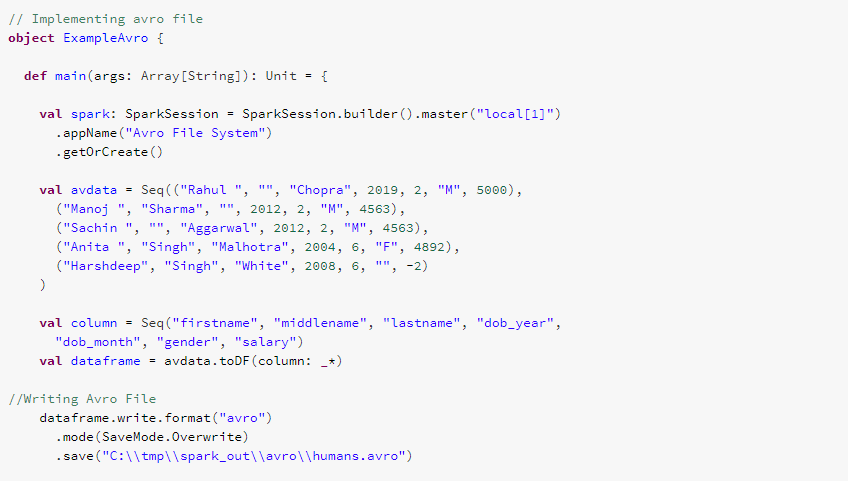 // Implementing avro file
object ExampleAvro {
def main(args: Array[String]): Unit = {
val spark: SparkSession = SparkSession.builder().master("local[1]")
.appName("Avro File System")
.getOrCreate()
val avdata = Seq(("Rahul ", "", "Chopra", 2019, 2, "M", 5000),
("Manoj ", "Sharma", "", 2012, 2, "M", 4563),
("Sachin ", "", "Aggarwal", 2012, 2, "M", 4563),
("Anita ", "Singh", "Malhotra", 2004, 6, "F", 4892),
("Harshdeep", "Singh", "White", 2008, 6, "", -2)
)
val column = Seq("firstname", "middlename", "lastname", "dob_year",
"dob_month", "gender", "salary")
val dataframe = avdata.toDF(column: _*)
//Writing Avro File
dataframe.write.format("avro")
.mode(SaveMode.Overwrite)
.save("C:\\tmp\\spark_out\\avro\\humans.avro")